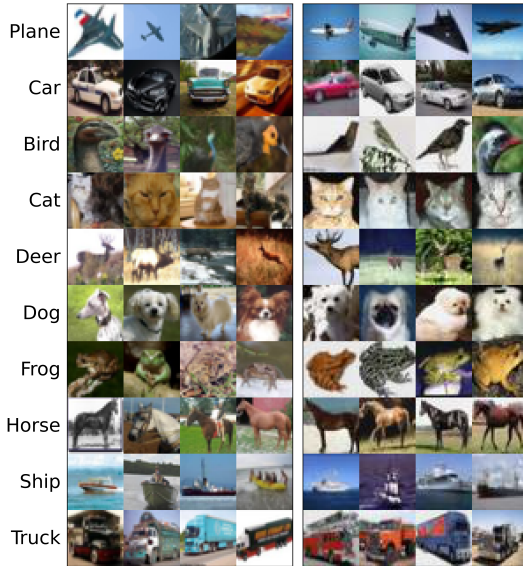 Plane
Car
Bird
Cat
Deer
Dog
Frog
Horse
Ship
Truck